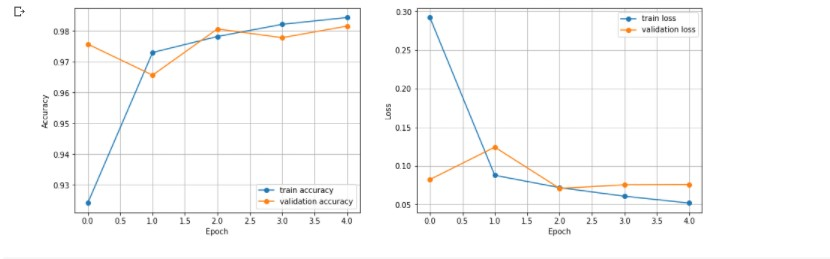 0.98
0.97
0.96
0.95
0.94
0.93
Accuracy
train accuracy
validation accuracy
0.0 0.5 1.0 1.5 2.0 2.5 3.0 3.5 4.0
Epoch
0.30
0.25
0.20
0.15
0.10
0.05
Loss
train loss
validation loss
0.0 0.5 1.0 1.5 2.0 2.5 3.0 3.5 4.0
Epoch